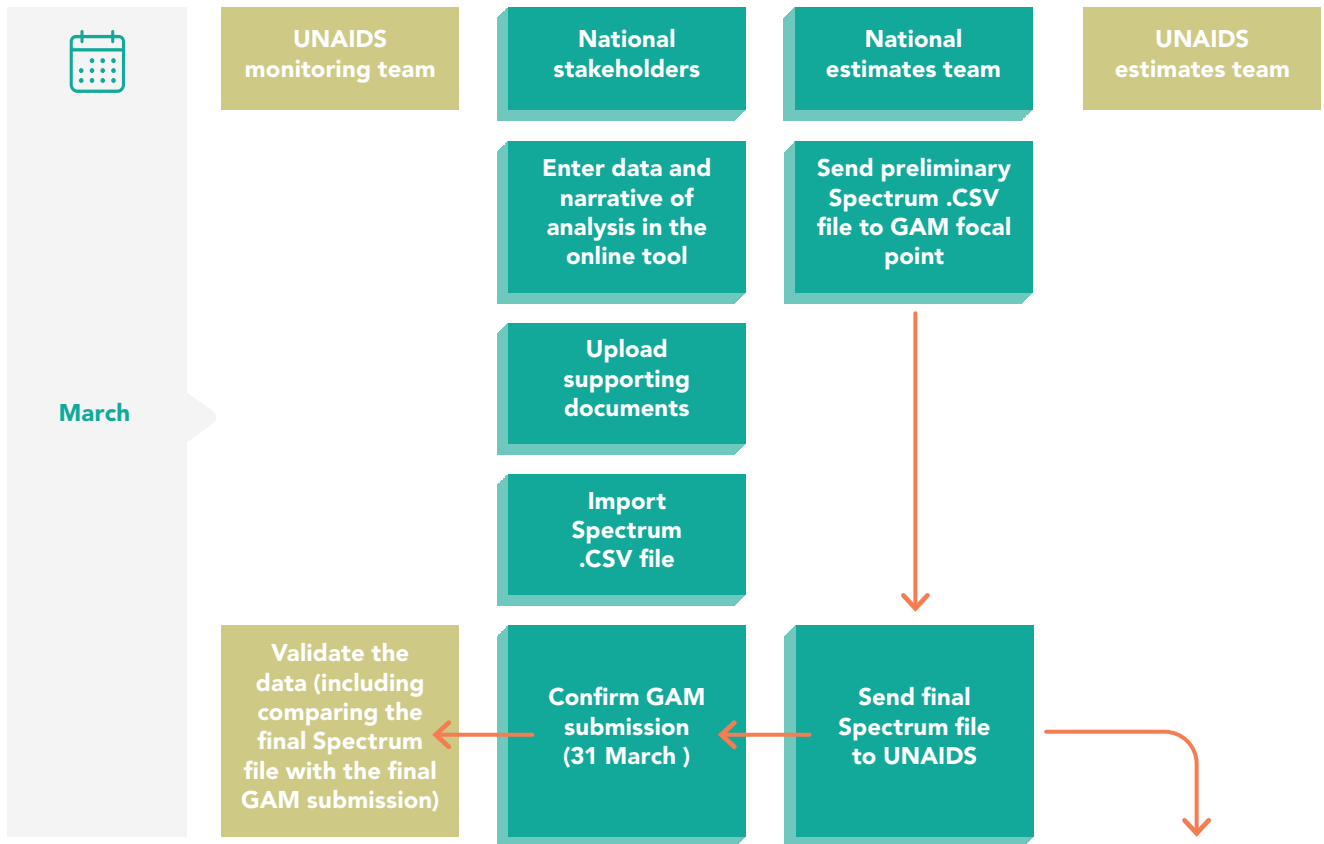 UNAIDS
monitoring team
National
stakeholders
National
estimates team
UNAIDS
estimates team
March
Enter data and
narrative of
analysis in the
online tool
Send preliminary
Spectrum .CSV
file to GAM focal
point
Upload
supporting
documents
Import
Spectrum
.CSV file
Validate the
data (including
comparing the
final Spectrum
file with the final
GAM submission)
Confirm GAM
submission
(31 March )
Send final
Spectrum file
to UNAIDS